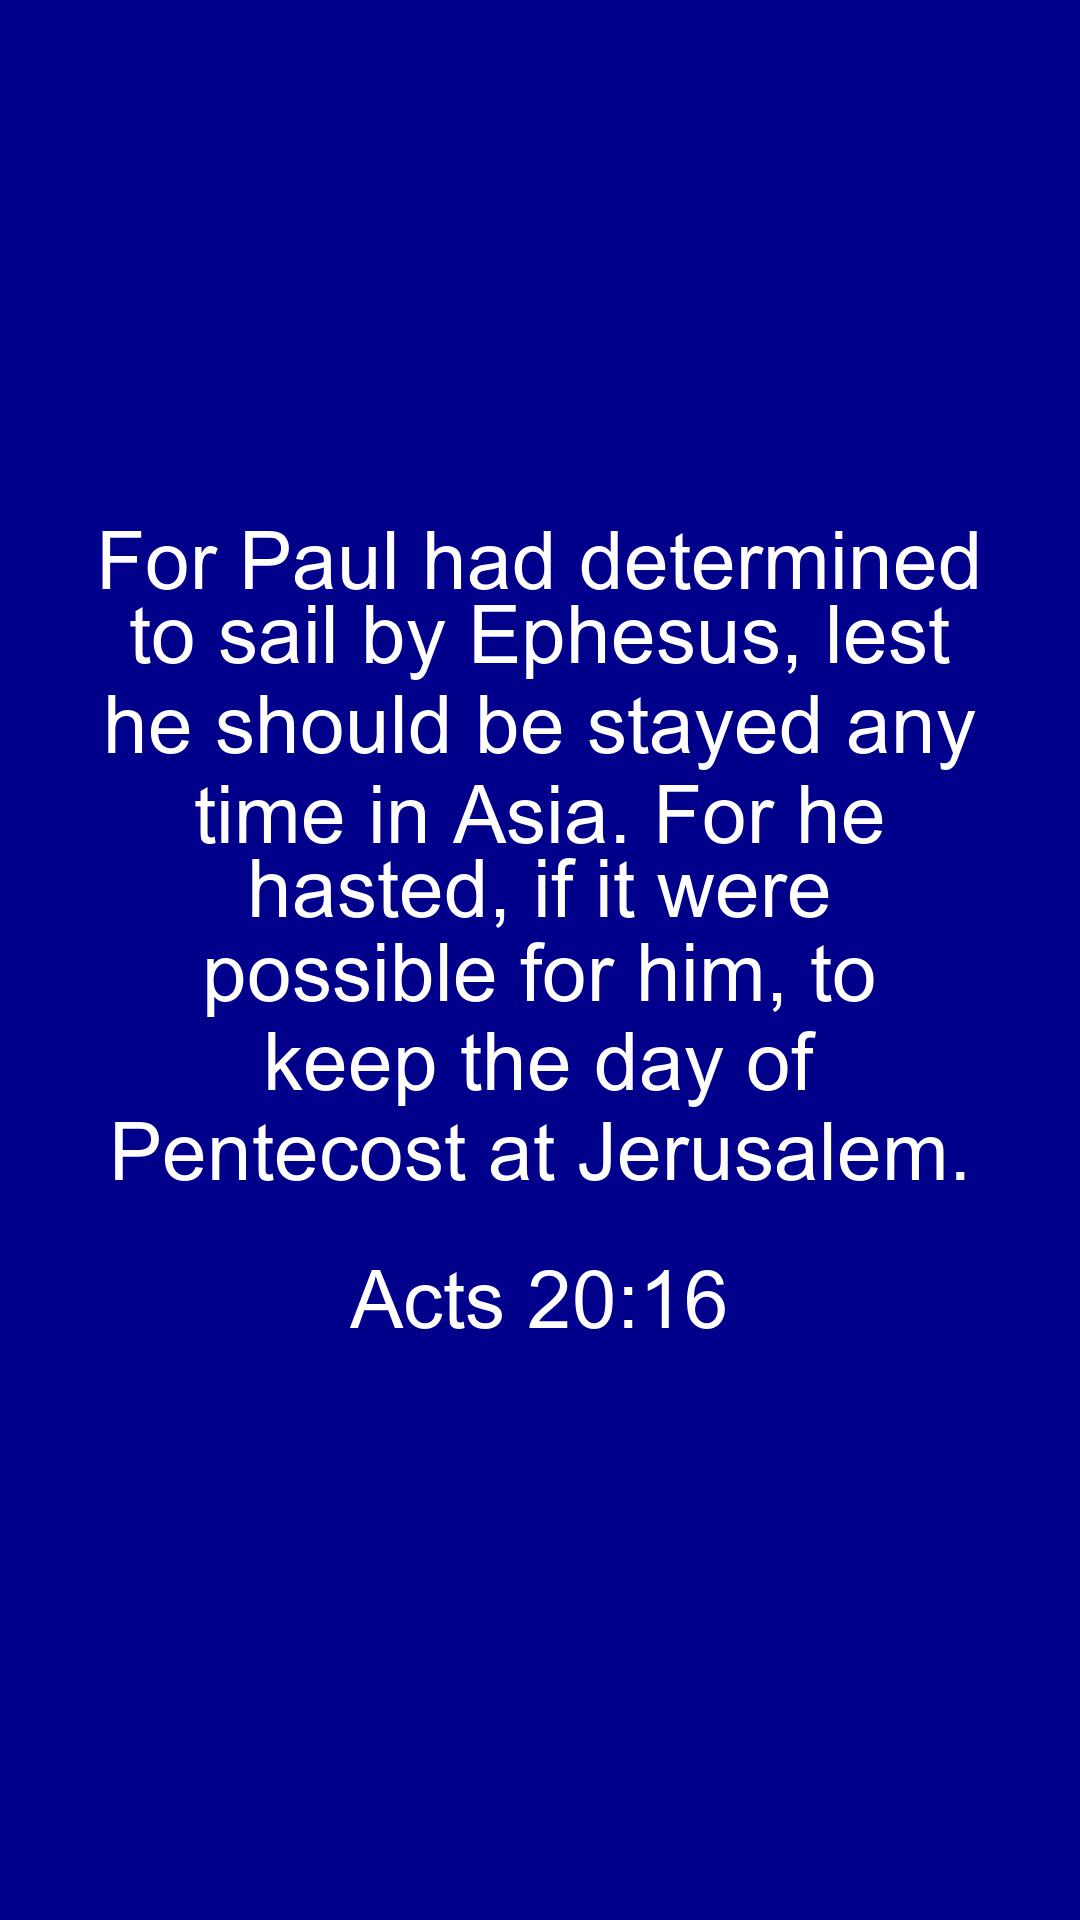 For Paul had determined
to sail by Ephesus, lest
he should be stayed any
time in Asia. For he
hasted, if it were
possible for him, to
keep the day of
Pentecost at Jerusalem.
Acts 20:16